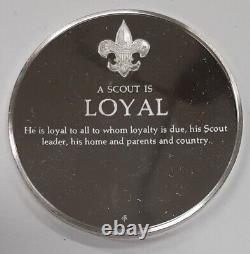 A SCOUT IS
LOYAL
He is loyal to all to whom loyalty is due, his Scout
leader, his home and parents and country..
ebay